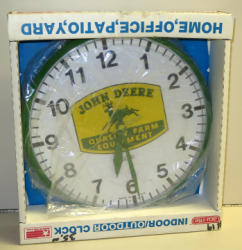 HOME, OFFICE, PATIO, YARD
12
11 1
10 2
9 3
8 4
7 5
6
JOHN DEERE
QUALITY FARM
EQUIPMENT
INDOOR/OUTDOOR CLOCK